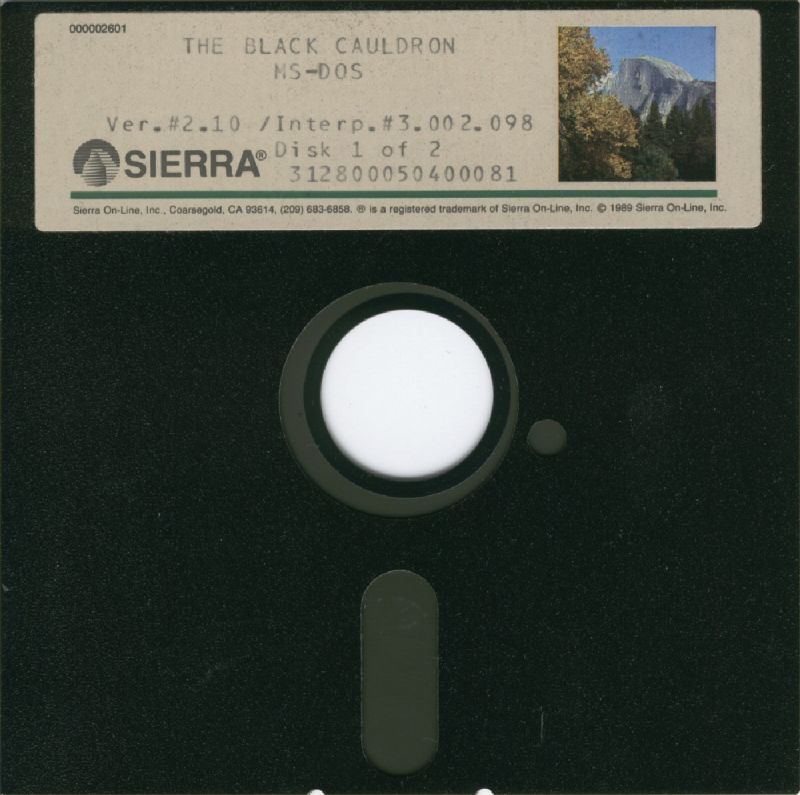 000002601
THE BLACK CAULDRON
MS-DOS
Ver.#2.10 /Interp.#3.002.098
SIERRA® Disk 1 of 2
312800050400081
Sierra On-Line, Inc., Coarsegold, CA 93614, (209) 683-6858. ® is a registered trademark of Sierra On-Line, Inc. © 1989 Sierra On-Line, Inc.